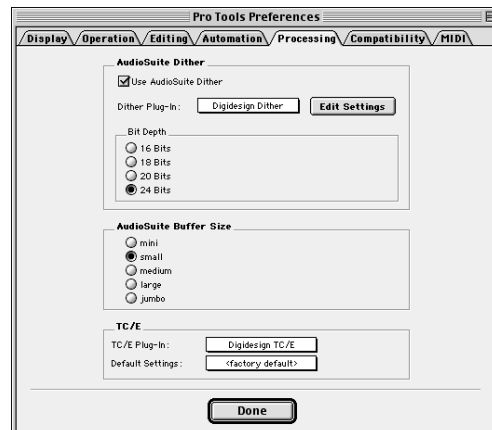 Pro Tools Preferences
Display Operation Editing Automation Processing Compatibility MIDI
AudioSuite Dither
Use AudioSuite Dither
Dither Plug-In: Digidesign Dither Edit Settings
Bit Depth
16 Bits
18 Bits
20 Bits
24 Bits
AudioSuite Buffer Size
mini
small
medium
large
jumbo
TC/E
TC/E Plug-In: Digidesign TC/E
Default Settings: <factory default>
Done